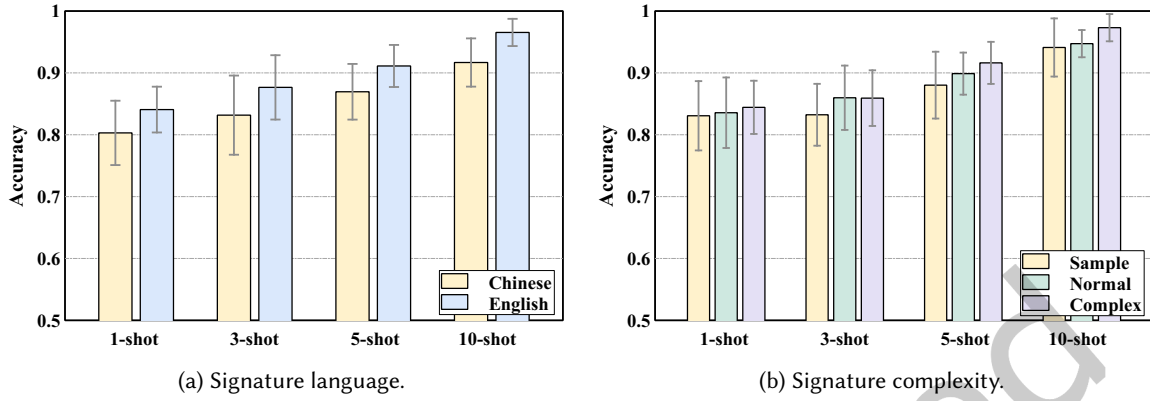 1
0.9
0.8
0.7
0.6
0.5
Accuracy
Chinese
English
1-shot
3-shot
5-shot
10-shot
(a) Signature language.
1
0.9
0.8
0.7
0.6
0.5
Accuracy
Sample
Normal
Complex
1-shot
3-shot
5-shot
10-shot
(b) Signature complexity.